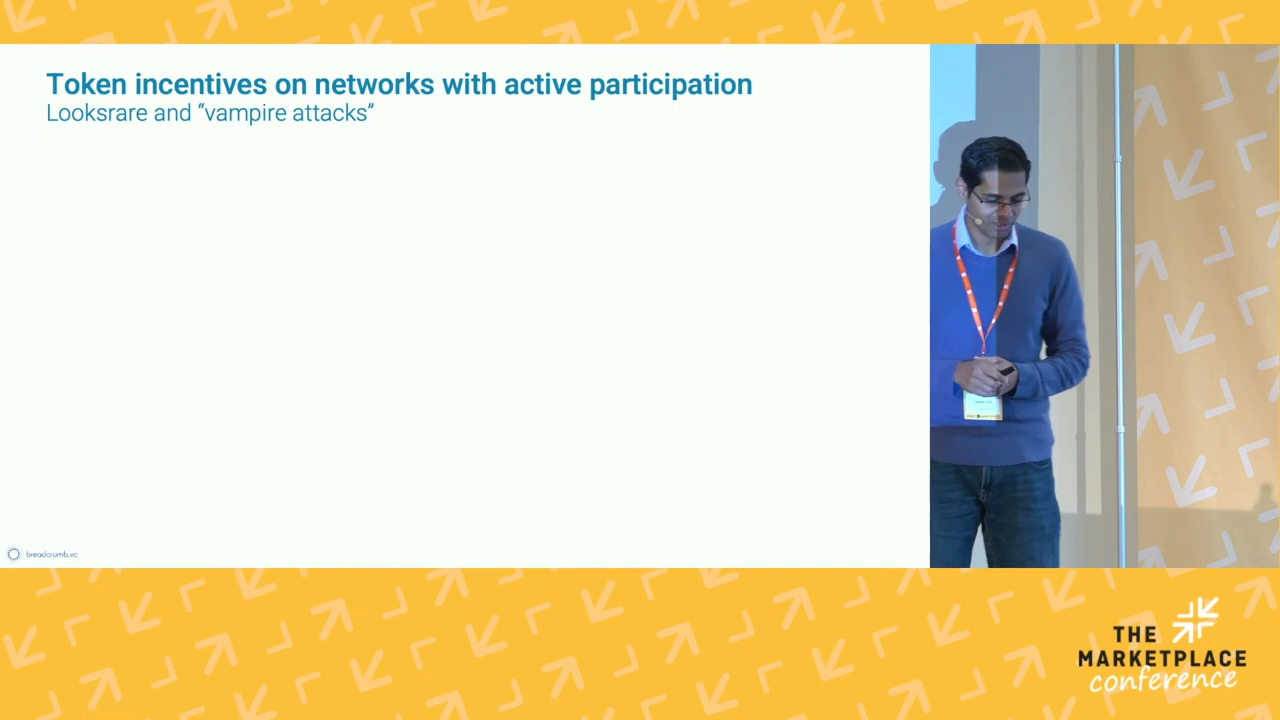 Token incentives on networks with active participation
Looksrare and “vampire attacks”
breadcrumb.vc
THE
MARKETPLACE
conference